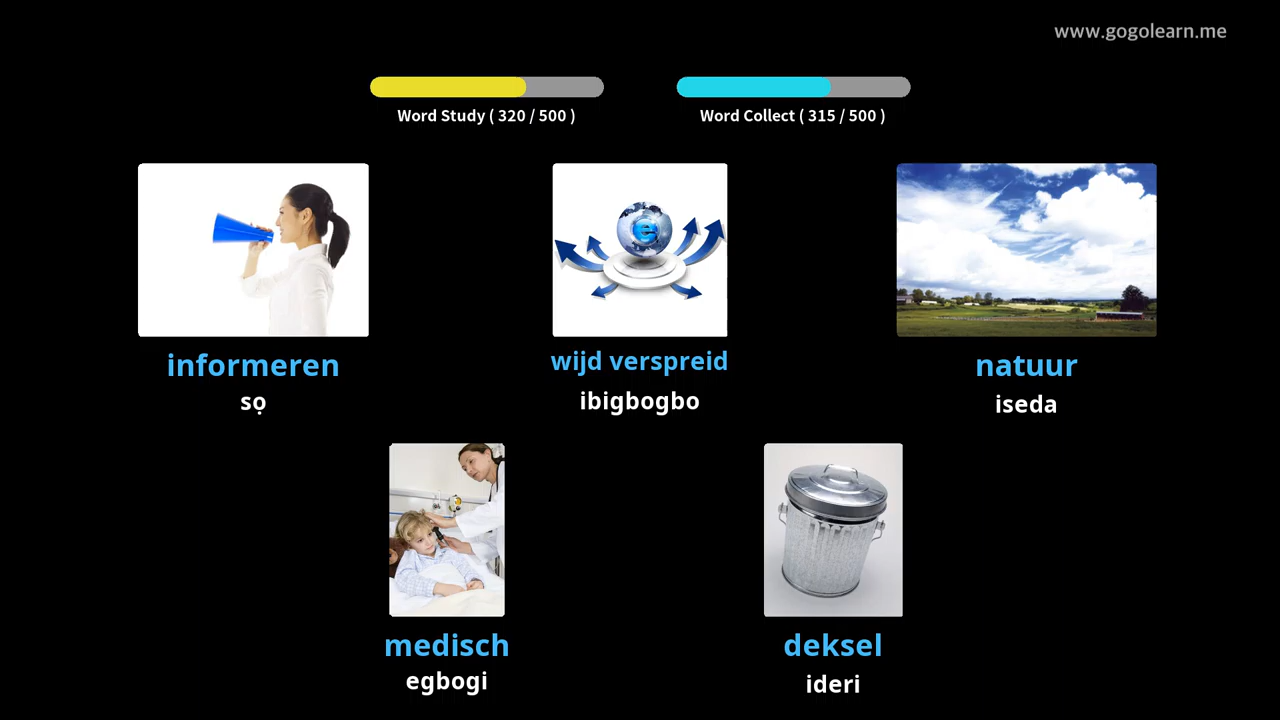 www.gogolearn.me
Word Study ( 320 / 500 )
Word Collect ( 315 / 500 )
e
informeren
wijd verspreid
natuur
sọ
ibigbogbo
iseda
medisch
deksel
egbogi
ideri